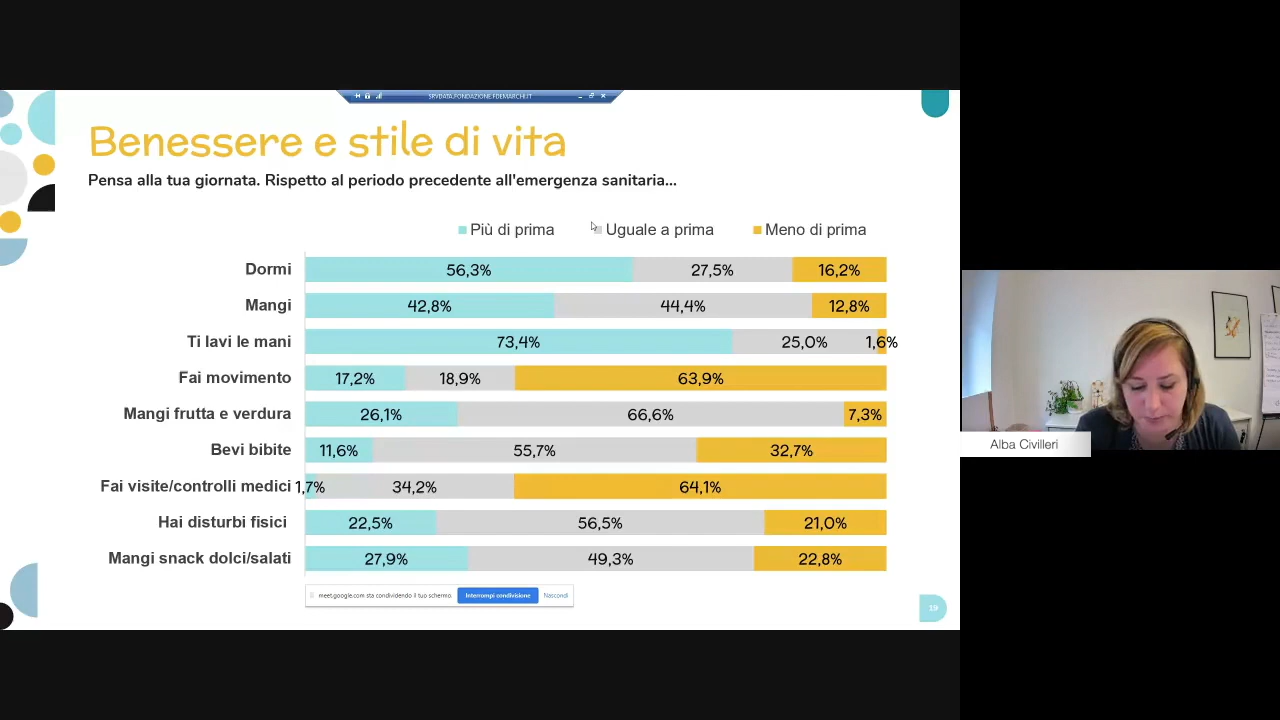 SRVDATA.FONDAZIONE.FDEMARCHI.IT
Benessere e stile di vita
Pensa alla tua giornata. Rispetto al periodo precedente all'emergenza sanitaria...
Più di prima Uguale a prima Meno di prima
Dormi 56,3% 27,5% 16,2%
Mangi 42,8% 44,4% 12,8%
Ti lavi le mani 73,4% 25,0% 1,6%
Fai movimento 17,2% 18,9% 63,9%
Mangi frutta e verdura 26,1% 66,6% 7,3%
Bevi bibite 11,6% 55,7% 32,7%
Fai visite/controlli medici 1,7% 34,2% 64,1%
Hai disturbi fisici 22,5% 56,5% 21,0%
Mangi snack dolci/salati 27,9% 49,3% 22,8%
meet.google.com sta condividendo il tuo schermo. Interrompi condivisione Nascondi
19
Alba Civilleri